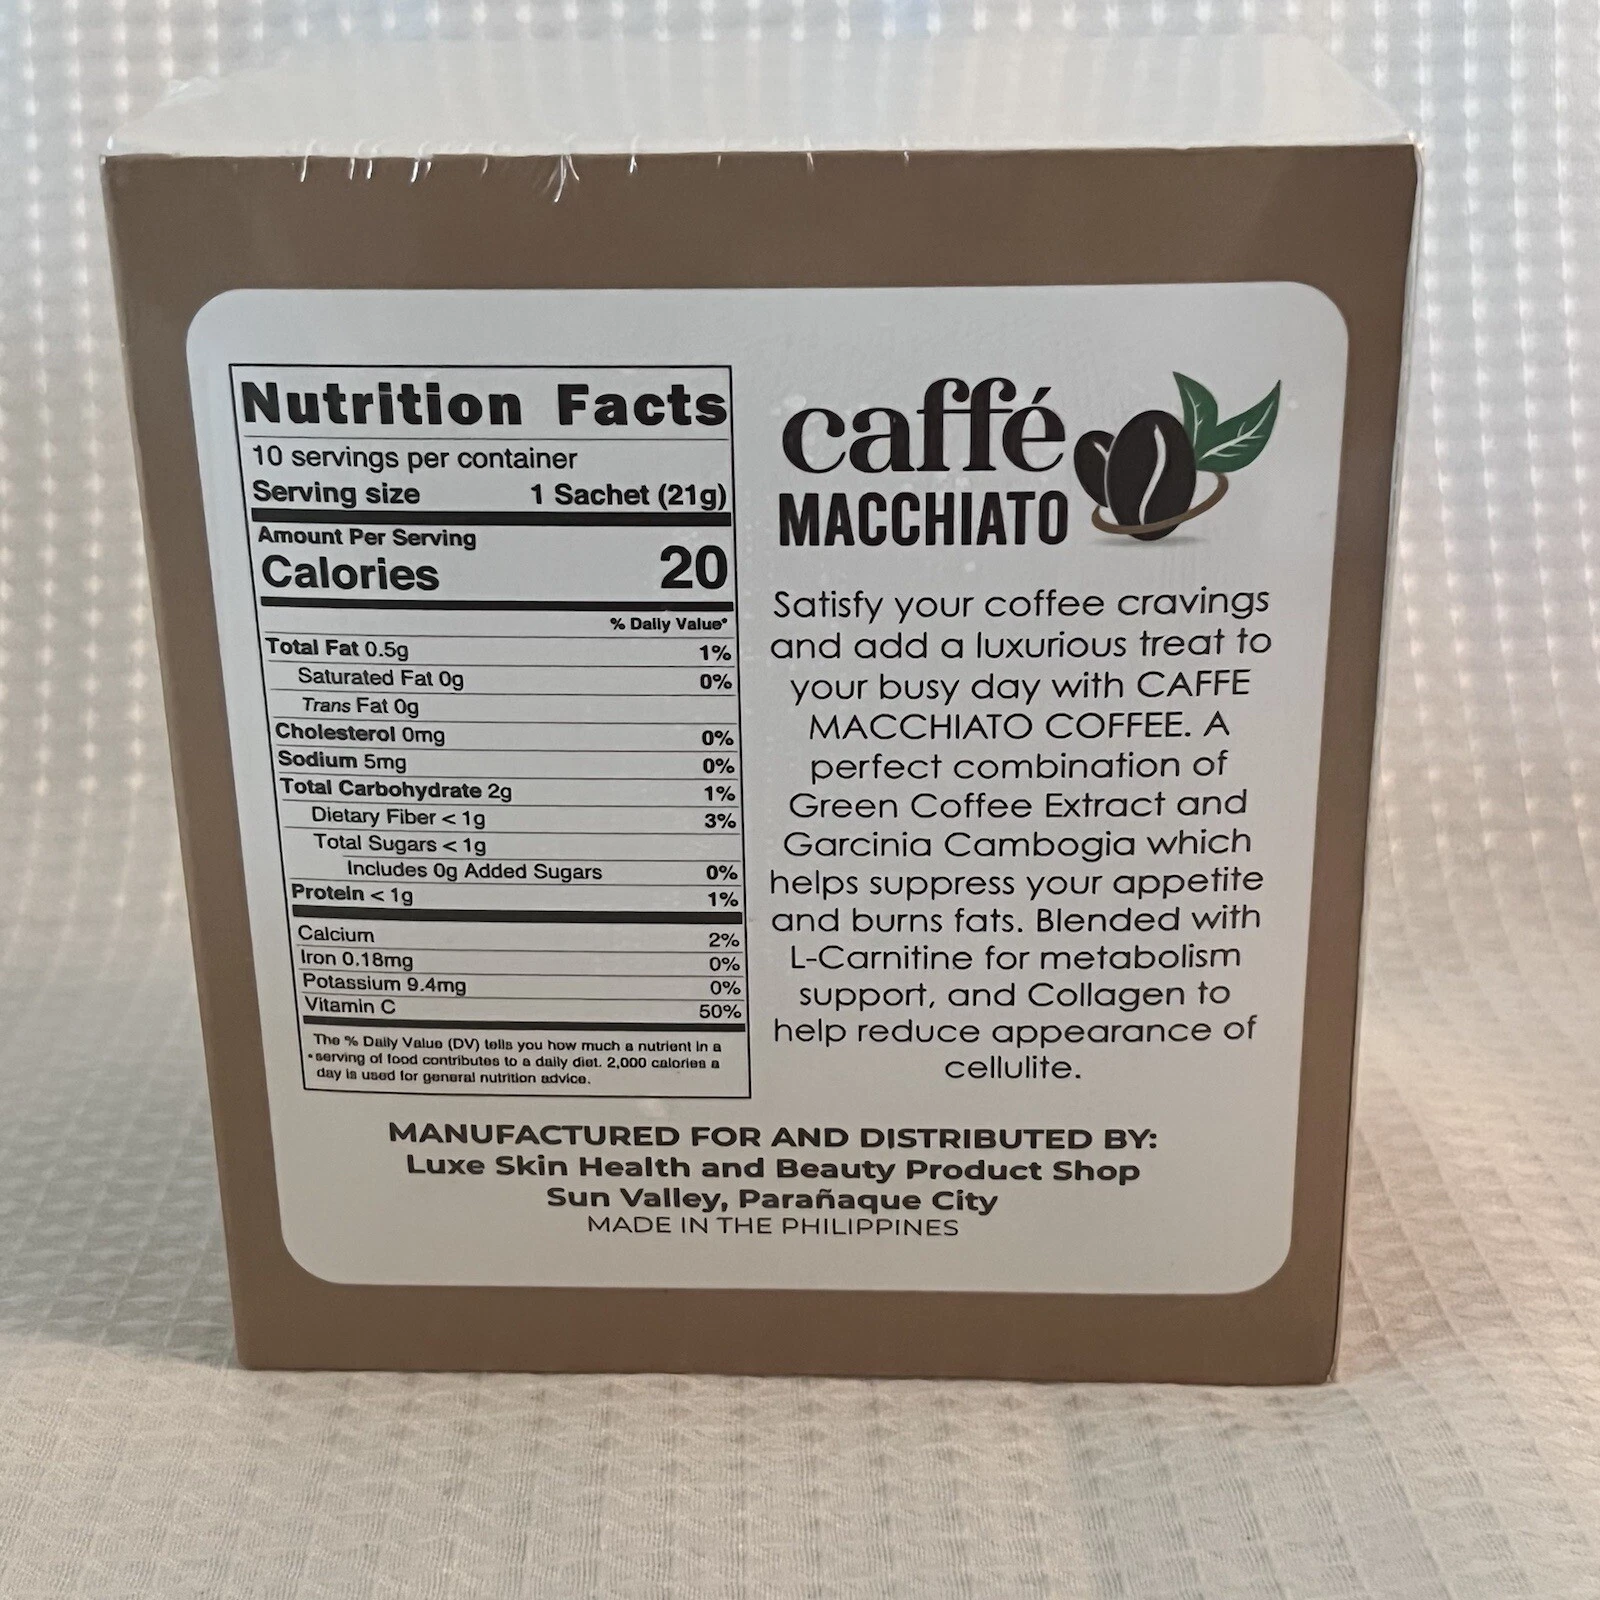 Nutrition Facts
10 servings per container
Serving size 1 Sachet (21g)
Amount Per Serving
Calories 20
% Daily Value*
Total Fat 0.5g 1%
Saturated Fat 0g 0%
Trans Fat 0g
Cholesterol 0mg 0%
Sodium 5mg 0%
Total Carbohydrate 2g 1%
Dietary Fiber < 1g 3%
Total Sugars < 1g
Includes 0g Added Sugars 0%
Protein < 1g 1%
Calcium 2%
Iron 0.18mg 0%
Potassium 9.4mg 0%
Vitamin C 50%
The % Daily Value (DV) tells you how much a nutrient in a
*serving of food contributes to a daily diet. 2,000 calories a
day is used for general nutrition advice.
caffé
MACCHIATO
Satisfy your coffee cravings
and add a luxurious treat to
your busy day with CAFFE
MACCHIATO COFFEE. A
perfect combination of
Green Coffee Extract and
Garcinia Cambogia which
helps suppress your appetite
and burns fats. Blended with
L-Carnitine for metabolism
support, and Collagen to
help reduce appearance of
cellulite.
MANUFACTURED FOR AND DISTRIBUTED BY:
Luxe Skin Health and Beauty Product Shop
Sun Valley, Parañaque City
MADE IN THE PHILIPPINES